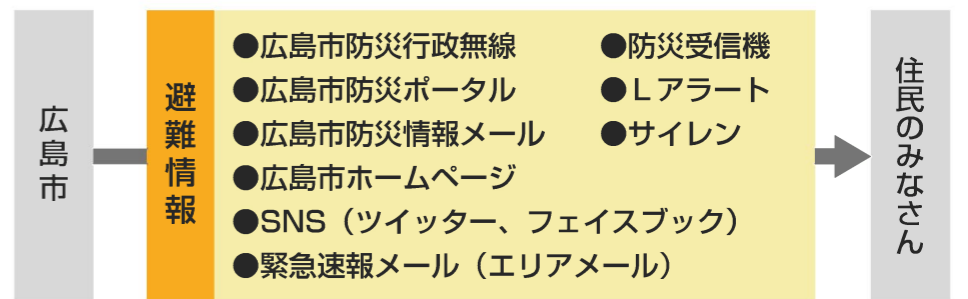 広島市
避難情報
●広島市防災行政無線
●広島市防災ポータル
●広島市防災情報メール
●広島市ホームページ
●SNS（ツイッター、フェイスブック）
●緊急速報メール（エリアメール）
●防災受信機
●Ｌアラート
●サイレン
住民のみなさん